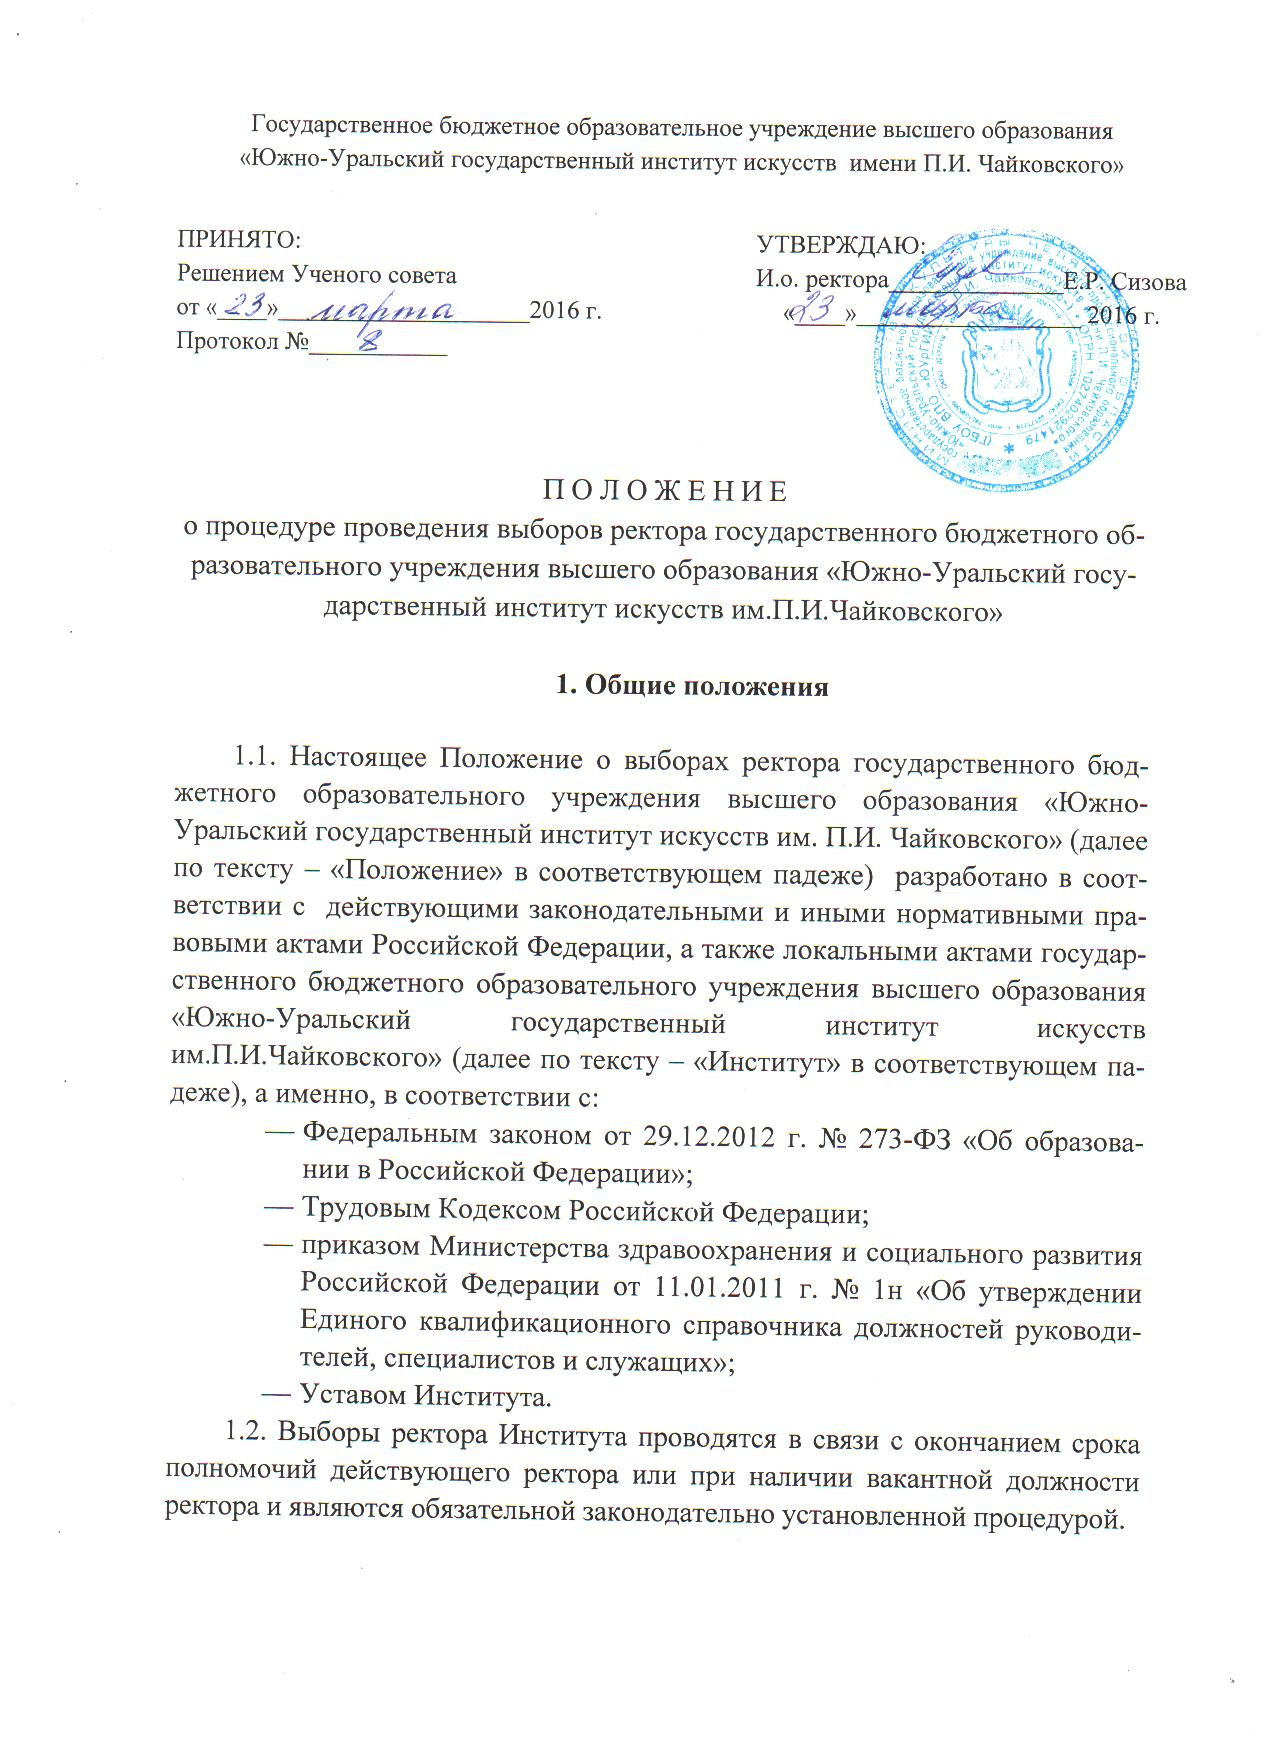 Государственное бюджетное образовательное учреждение высшего образования
«Южно-Уральский государственный институт искусств имени П.И. Чайковского»
ПРИНЯТО:
Решением Ученого совета
от «23» марта 2016 г.
Протокол № 8
УТВЕРЖДАЮ:
И.о. ректора Е.Р. Сизова
«23» марта 2016 г.
П О Л О Ж Е Н И Е
о процедуре проведения выборов ректора государственного бюджетного об-
разовательного учреждения высшего образования «Южно-Уральский госу-
дарственный институт искусств им.П.И.Чайковского»
1. Общие положения
1.1. Настоящее Положение о выборах ректора государственного бюд-
жетного образовательного учреждения высшего образования «Южно-
Уральский государственный институт искусств им. П.И. Чайковского» (далее
по тексту – «Положение» в соответствующем падеже) разработано в соот-
ветствии с действующими законодательными и иными нормативными пра-
вовыми актами Российской Федерации, а также локальными актами государ-
ственного бюджетного образовательного учреждения высшего образования
«Южно-Уральский государственный институт искусств
им.П.И.Чайковского» (далее по тексту – «Институт» в соответствующем па-
деже), а именно, в соответствии с:
— Федеральным законом от 29.12.2012 г. № 273-ФЗ «Об образова-
нии в Российской Федерации»;
— Трудовым Кодексом Российской Федерации;
— приказом Министерства здравоохранения и социального развития
Российской Федерации от 11.01.2011 г. № 1н «Об утверждении
Единого квалификационного справочника должностей руководи-
телей, специалистов и служащих»;
— Уставом Института.
1.2. Выборы ректора Института проводятся в связи с окончанием срока
полномочий действующего ректора или при наличии вакантной должности
ректора и являются обязательной законодательно установленной процедурой.